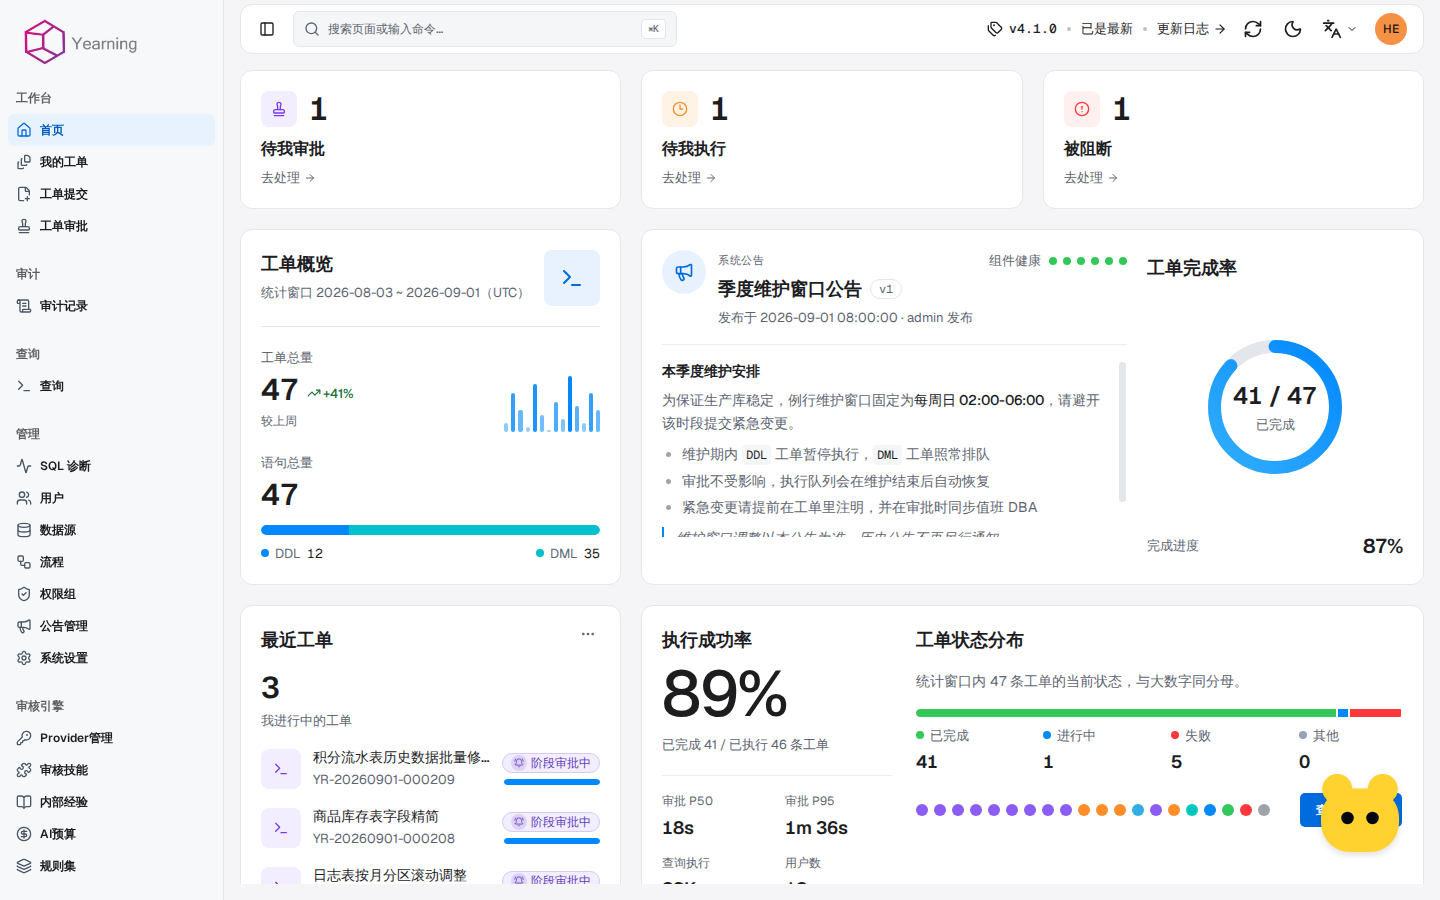 Yearning
工作台
首页
我的工单
工单提交
工单审批
审计
审计记录
查询
查询
管理
SQL 诊断
用户
数据源
流程
权限组
公告管理
系统设置
审核引擎
Provider管理
审核技能
内部经验
AI预算
规则集
搜索页面或输入命令...
⌘K
v4.1.0
已是最新
更新日志
HE
1
待我审批
去处理
1
待我执行
去处理
1
被阻断
去处理
工单概览
统计窗口 2026-08-03 ~ 2026-09-01（UTC）
工单总量
47
+41%
较上周
语句总量
47
DDL 12
DML 35
系统公告
组件健康
季度维护窗口公告 v1
发布于 2026-09-01 08:00:00 · admin 发布
本季度维护安排
为保证生产库稳定，例行维护窗口固定为每周日 02:00-06:00，请避开
该时段提交紧急变更。
维护期内 DDL 工单暂停执行，DML 工单照常排队
审批不受影响，执行队列会在维护结束后自动恢复
紧急变更请提前在工单里注明，并在审批时同步值班 DBA
工单完成率
41 / 47
已完成
完成进度
87%
最近工单
3
我进行中的工单
积分流水表历史数据批量修...
YR-20260901-000209
阶段审批中
商品库存表字段精简
YR-20260901-000208
阶段审批中
日志表按月分区滚动调整
阶段审批中
执行成功率
89%
已完成 41 / 已执行 46 条工单
审批 P50
18s
审批 P95
1m 36s
查询执行
用户数
工单状态分布
统计窗口内 47 条工单的当前状态，与大数字同分母。
已完成
41
进行中
1
失败
5
其他
0